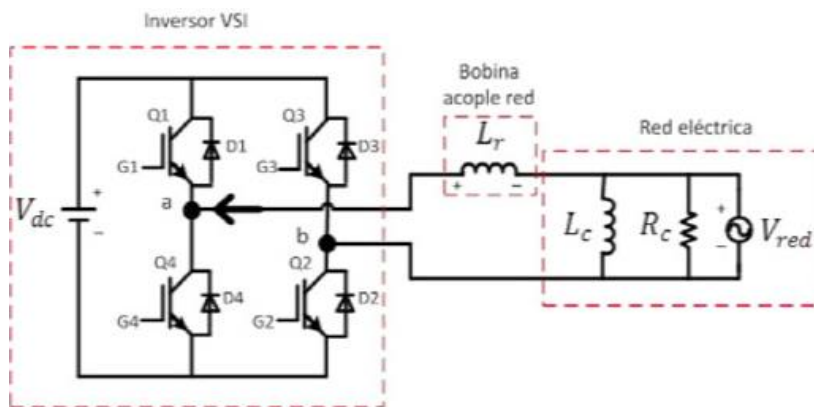 Inversor VSI
Bobina
acople red
Red eléctrica
Q1
Q3
D1
D3
G1
G3
L_r
+
−
a
b
V_dc
+
−
L_c
R_c
+
−
V_red
Q4
Q2
D4
D2
G4
G2